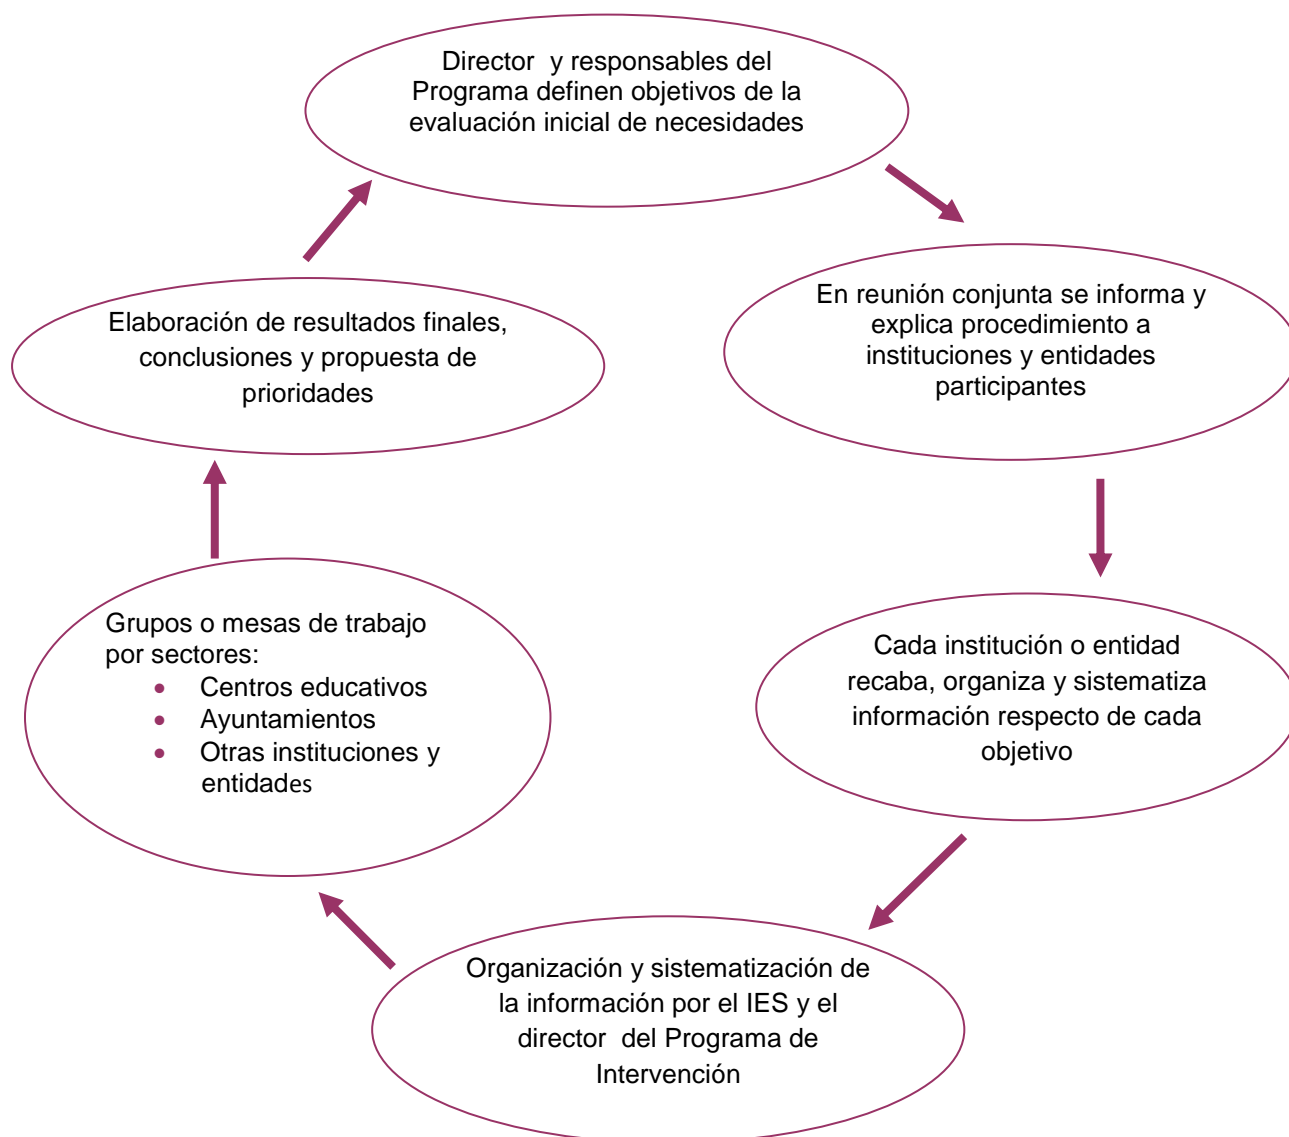 Director y responsables del
Programa definen objetivos de la
evaluación inicial de necesidades
En reunión conjunta se informa y
explica procedimiento a
instituciones y entidades
participantes
Cada institución o entidad
recaba, organiza y sistematiza
información respecto de cada
objetivo
Organización y sistematización de
la información por el IES y el
director del Programa de
Intervención
Grupos o mesas de trabajo
por sectores:
• Centros educativos
• Ayuntamientos
• Otras instituciones y
entidades
Elaboración de resultados finales,
conclusiones y propuesta de
prioridades